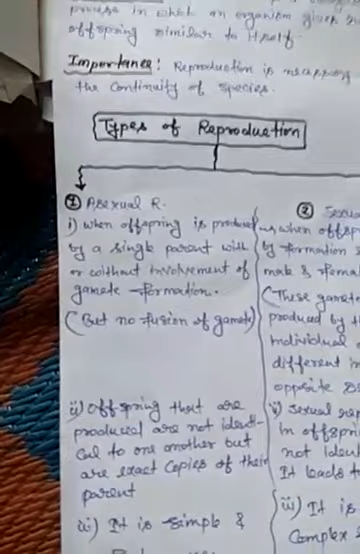 process in which an organism gives
offspring similar to itself.
Importance: Reproduction is necessary
the continuity of species.
Types of Reproduction
① Asexual R.
i) when offspring is produced
by a single parent with
or without involvement of
gamete formation.
(But no fusion of gamete)
ii) offspring that are
produced are not identi-
cal to one another but
are exact copies of their
parent
iii) It is simple &
② Sexual
when offsp
by formation
male & fema
(These gamete
produced by t
individual
different in
opposite se
ii) sexual rep
in offsprin
not ident
It leads t
iii) It is
Complex